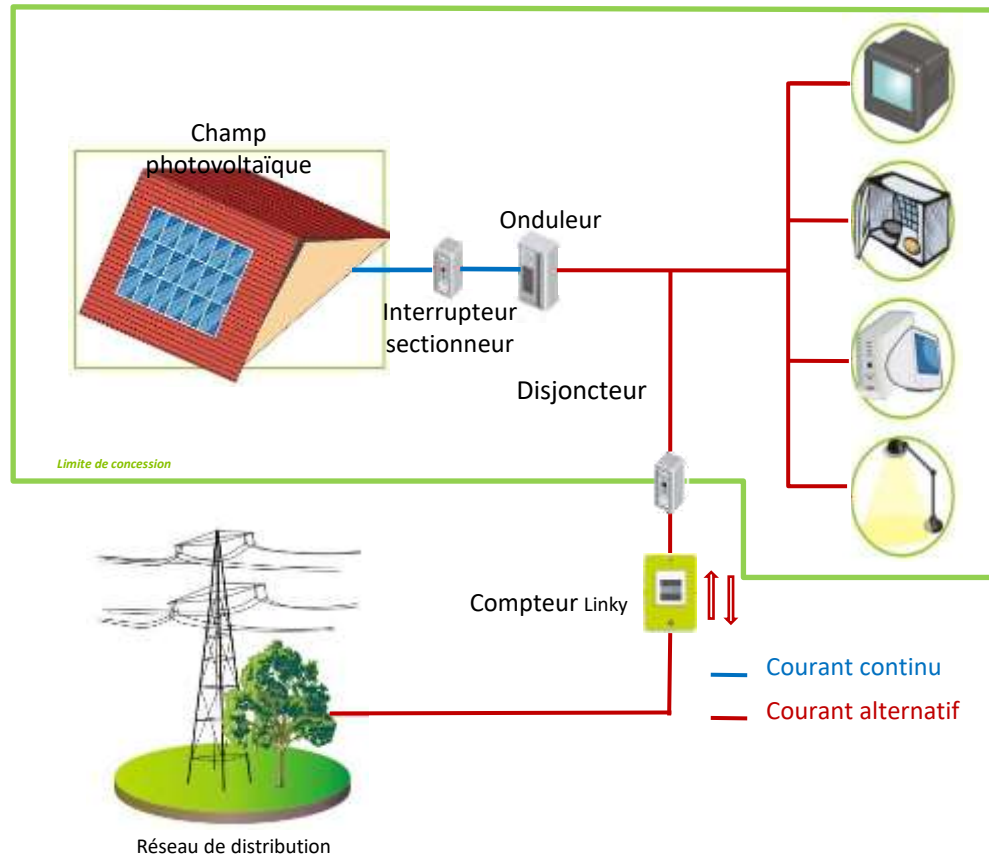 Champ
photovoltaïque
Onduleur
Interrupteur
sectionneur
Disjoncteur
Limite de concession
Compteur Linky
Courant continu
Courant alternatif
Réseau de distribution